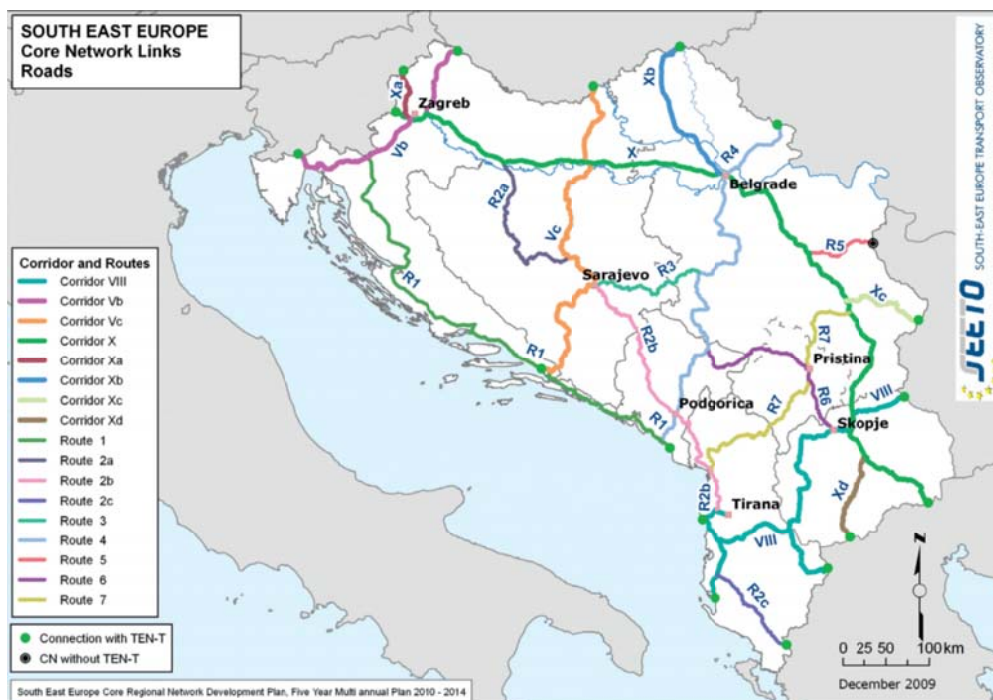 SOUTH EAST EUROPE
Core Network Links
Roads
Xa
Zagreb
Vb
Xb
X
R4
Belgrade
R2a
Vc
R5
Sarajevo
R3
Xc
R1
R1
R2b
R7
Pristina
R6
VIII
Podgorica
R7
R1
Skopje
R2b
Tirana
Xd
VIII
R2c
Corridor and Routes
Corridor VIII
Corridor Vb
Corridor Vc
Corridor X
Corridor Xa
Corridor Xb
Corridor Xc
Corridor Xd
Route 1
Route 2a
Route 2b
Route 2c
Route 3
Route 4
Route 5
Route 6
Route 7
Connection with TEN-T
CN without TEN-T
South East Europe Core Regional Network Development Plan, Five Year Multi annual Plan 2010 - 2014
N
0 25 50 100 km
December 2009
SOUTH-EAST EUROPE TRANSPORT OBSERVATORY